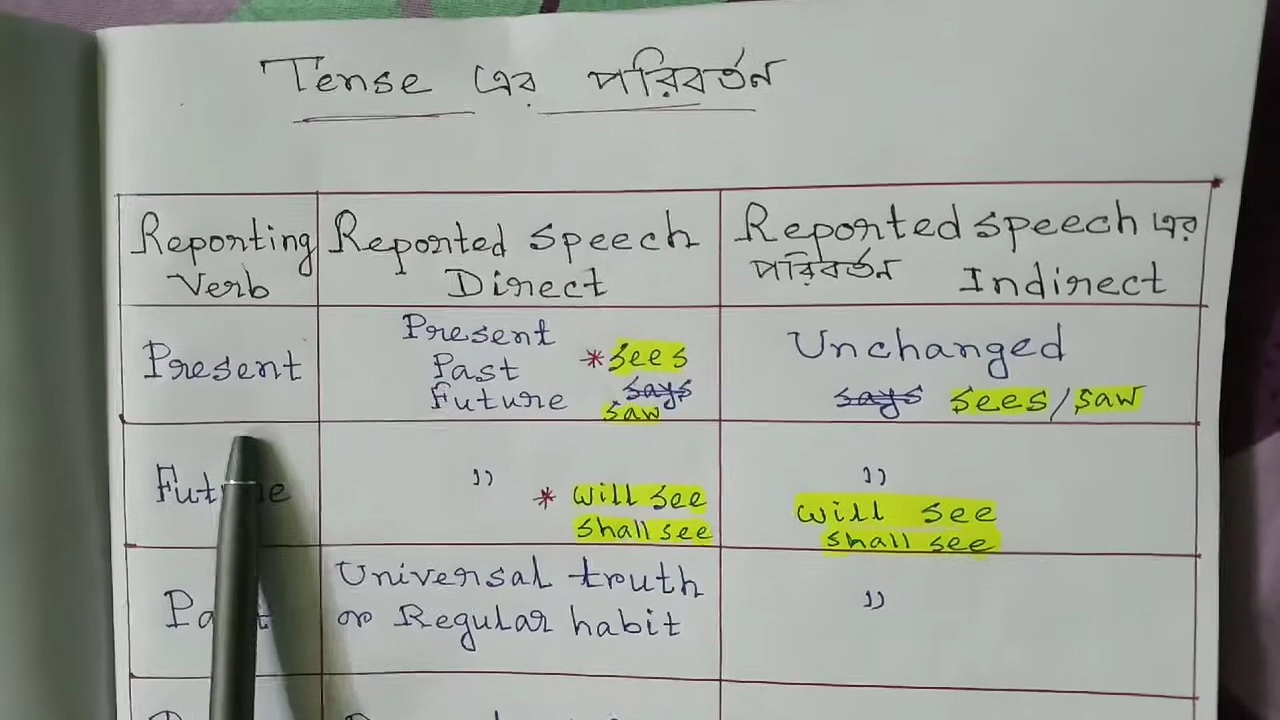 Tense এর পরিবর্তন
Reporting Verb | Reported speech Direct | Reported speech এর পরিবর্তন Indirect
Present | Present Past Future * sees says saw | Unchanged says sees/saw
Future | " * will see shall see | " will see shall see
Past | Universal truth or Regular habit | "